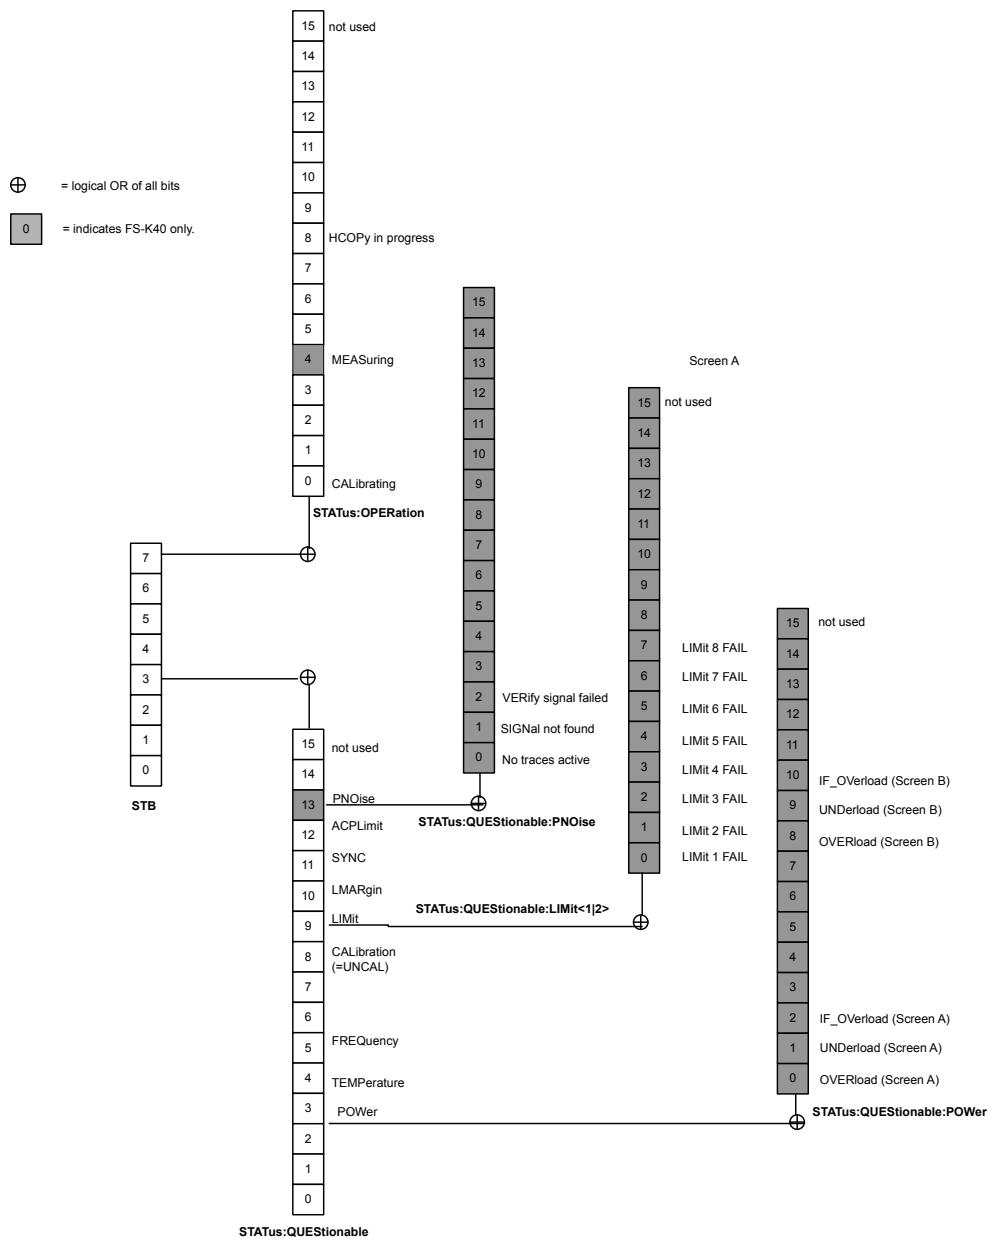 ⊕ = logical OR of all bits
0 = indicates FS-K40 only.
15 not used
14
13
12
11
10
9
8 HCOPy in progress
7
6
5
4 MEASuring
3
2
1
0 CALibrating
STATus:OPERation
7
6
5
4
3
2
1
0
STB
15 not used
14
13 PNOise
12 ACPLimit
11 SYNC
10 LMARgin
9 LIMit
8 CALibration
(=UNCAL)
7
6
5 FREQuency
4 TEMPerature
3 POWer
2
1
0
STATus:QUEStionable
15
14
13
12
11
10
9
8
7
6
5
4
3
2 VERify signal failed
1 SIGNal not found
0 No traces active
STATus:QUEStionable:PNOise
Screen A
15 not used
14
13
12
11
10
9
8
7 LIMit 8 FAIL
6 LIMit 7 FAIL
5 LIMit 6 FAIL
4 LIMit 5 FAIL
3 LIMit 4 FAIL
2 LIMit 3 FAIL
1 LIMit 2 FAIL
0 LIMit 1 FAIL
STATus:QUEStionable:LIMit<1|2>
15 not used
14
13
12
11
10 IF_OVerload (Screen B)
9 UNDerload (Screen B)
8 OVERload (Screen B)
7
6
5
4
3
2 IF_OVerload (Screen A)
1 UNDerload (Screen A)
0 OVERload (Screen A)
STATus:QUEStionable:POWer